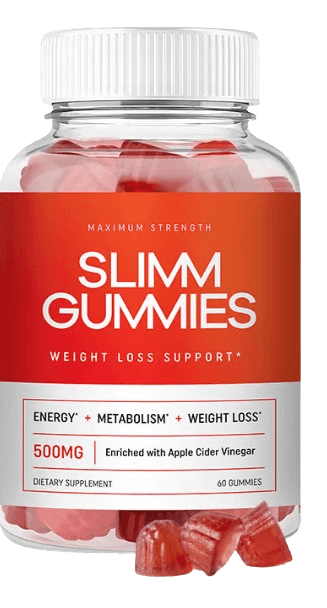 MAXIMUM STRENGTH
SLIMM
GUMMIES
WEIGHT LOSS SUPPORT*
ENERGY* + METABOLISM* + WEIGHT LOSS*
500MG | Enriched with Apple Cider Vinegar
DIETARY SUPPLEMENT 60 GUMMIES